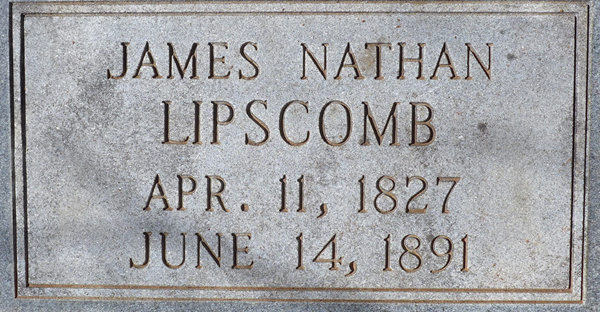 JAMES NATHAN
LIPSCOMB
APR. 11, 1827
JUNE 14, 1891